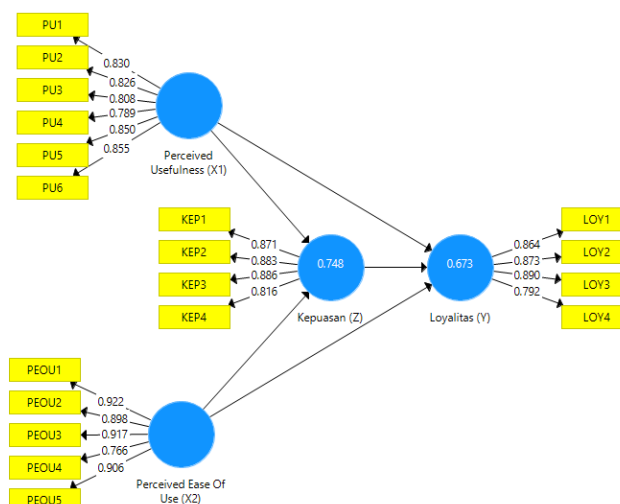 PU1
PU2
PU3
PU4
PU5
PU6
0.830
0.826
0.808
0.789
0.850
0.855
Perceived
Usefulness (X1)
KEP1
KEP2
KEP3
KEP4
0.871
0.883
0.886
0.816
0.748
Kepuasan (Z)
0.673
Loyalitas (Y)
0.864
0.873
0.890
0.792
LOY1
LOY2
LOY3
LOY4
PEOU1
PEOU2
PEOU3
PEOU4
PEOU5
0.922
0.898
0.917
0.766
0.906
Perceived Ease Of
Use (X2)